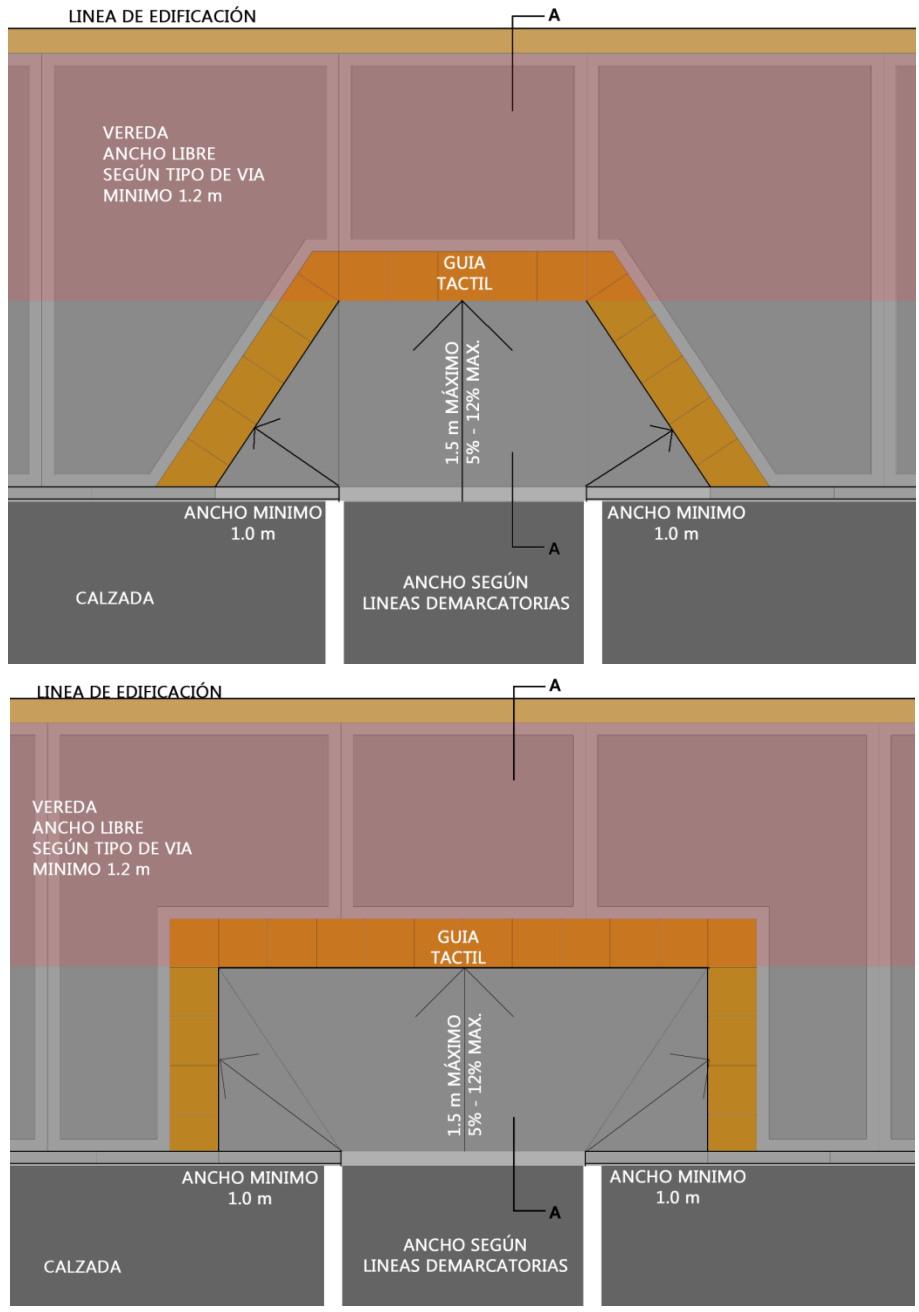 LINEA DE EDIFICACIÓN
A
VEREDA
ANCHO LIBRE
SEGÚN TIPO DE VIA
MINIMO 1.2 m
GUIA
TACTIL
1.5 m MÁXIMO
5% - 12% MAX.
ANCHO MINIMO
1.0 m
ANCHO MINIMO
1.0 m
A
CALZADA
ANCHO SEGÚN
LINEAS DEMARCATORIAS
LINEA DE EDIFICACIÓN
A
VEREDA
ANCHO LIBRE
SEGÚN TIPO DE VIA
MINIMO 1.2 m
GUIA
TACTIL
1.5 m MÁXIMO
5% - 12% MAX.
ANCHO MINIMO
1.0 m
ANCHO MINIMO
1.0 m
A
CALZADA
ANCHO SEGÚN
LINEAS DEMARCATORIAS